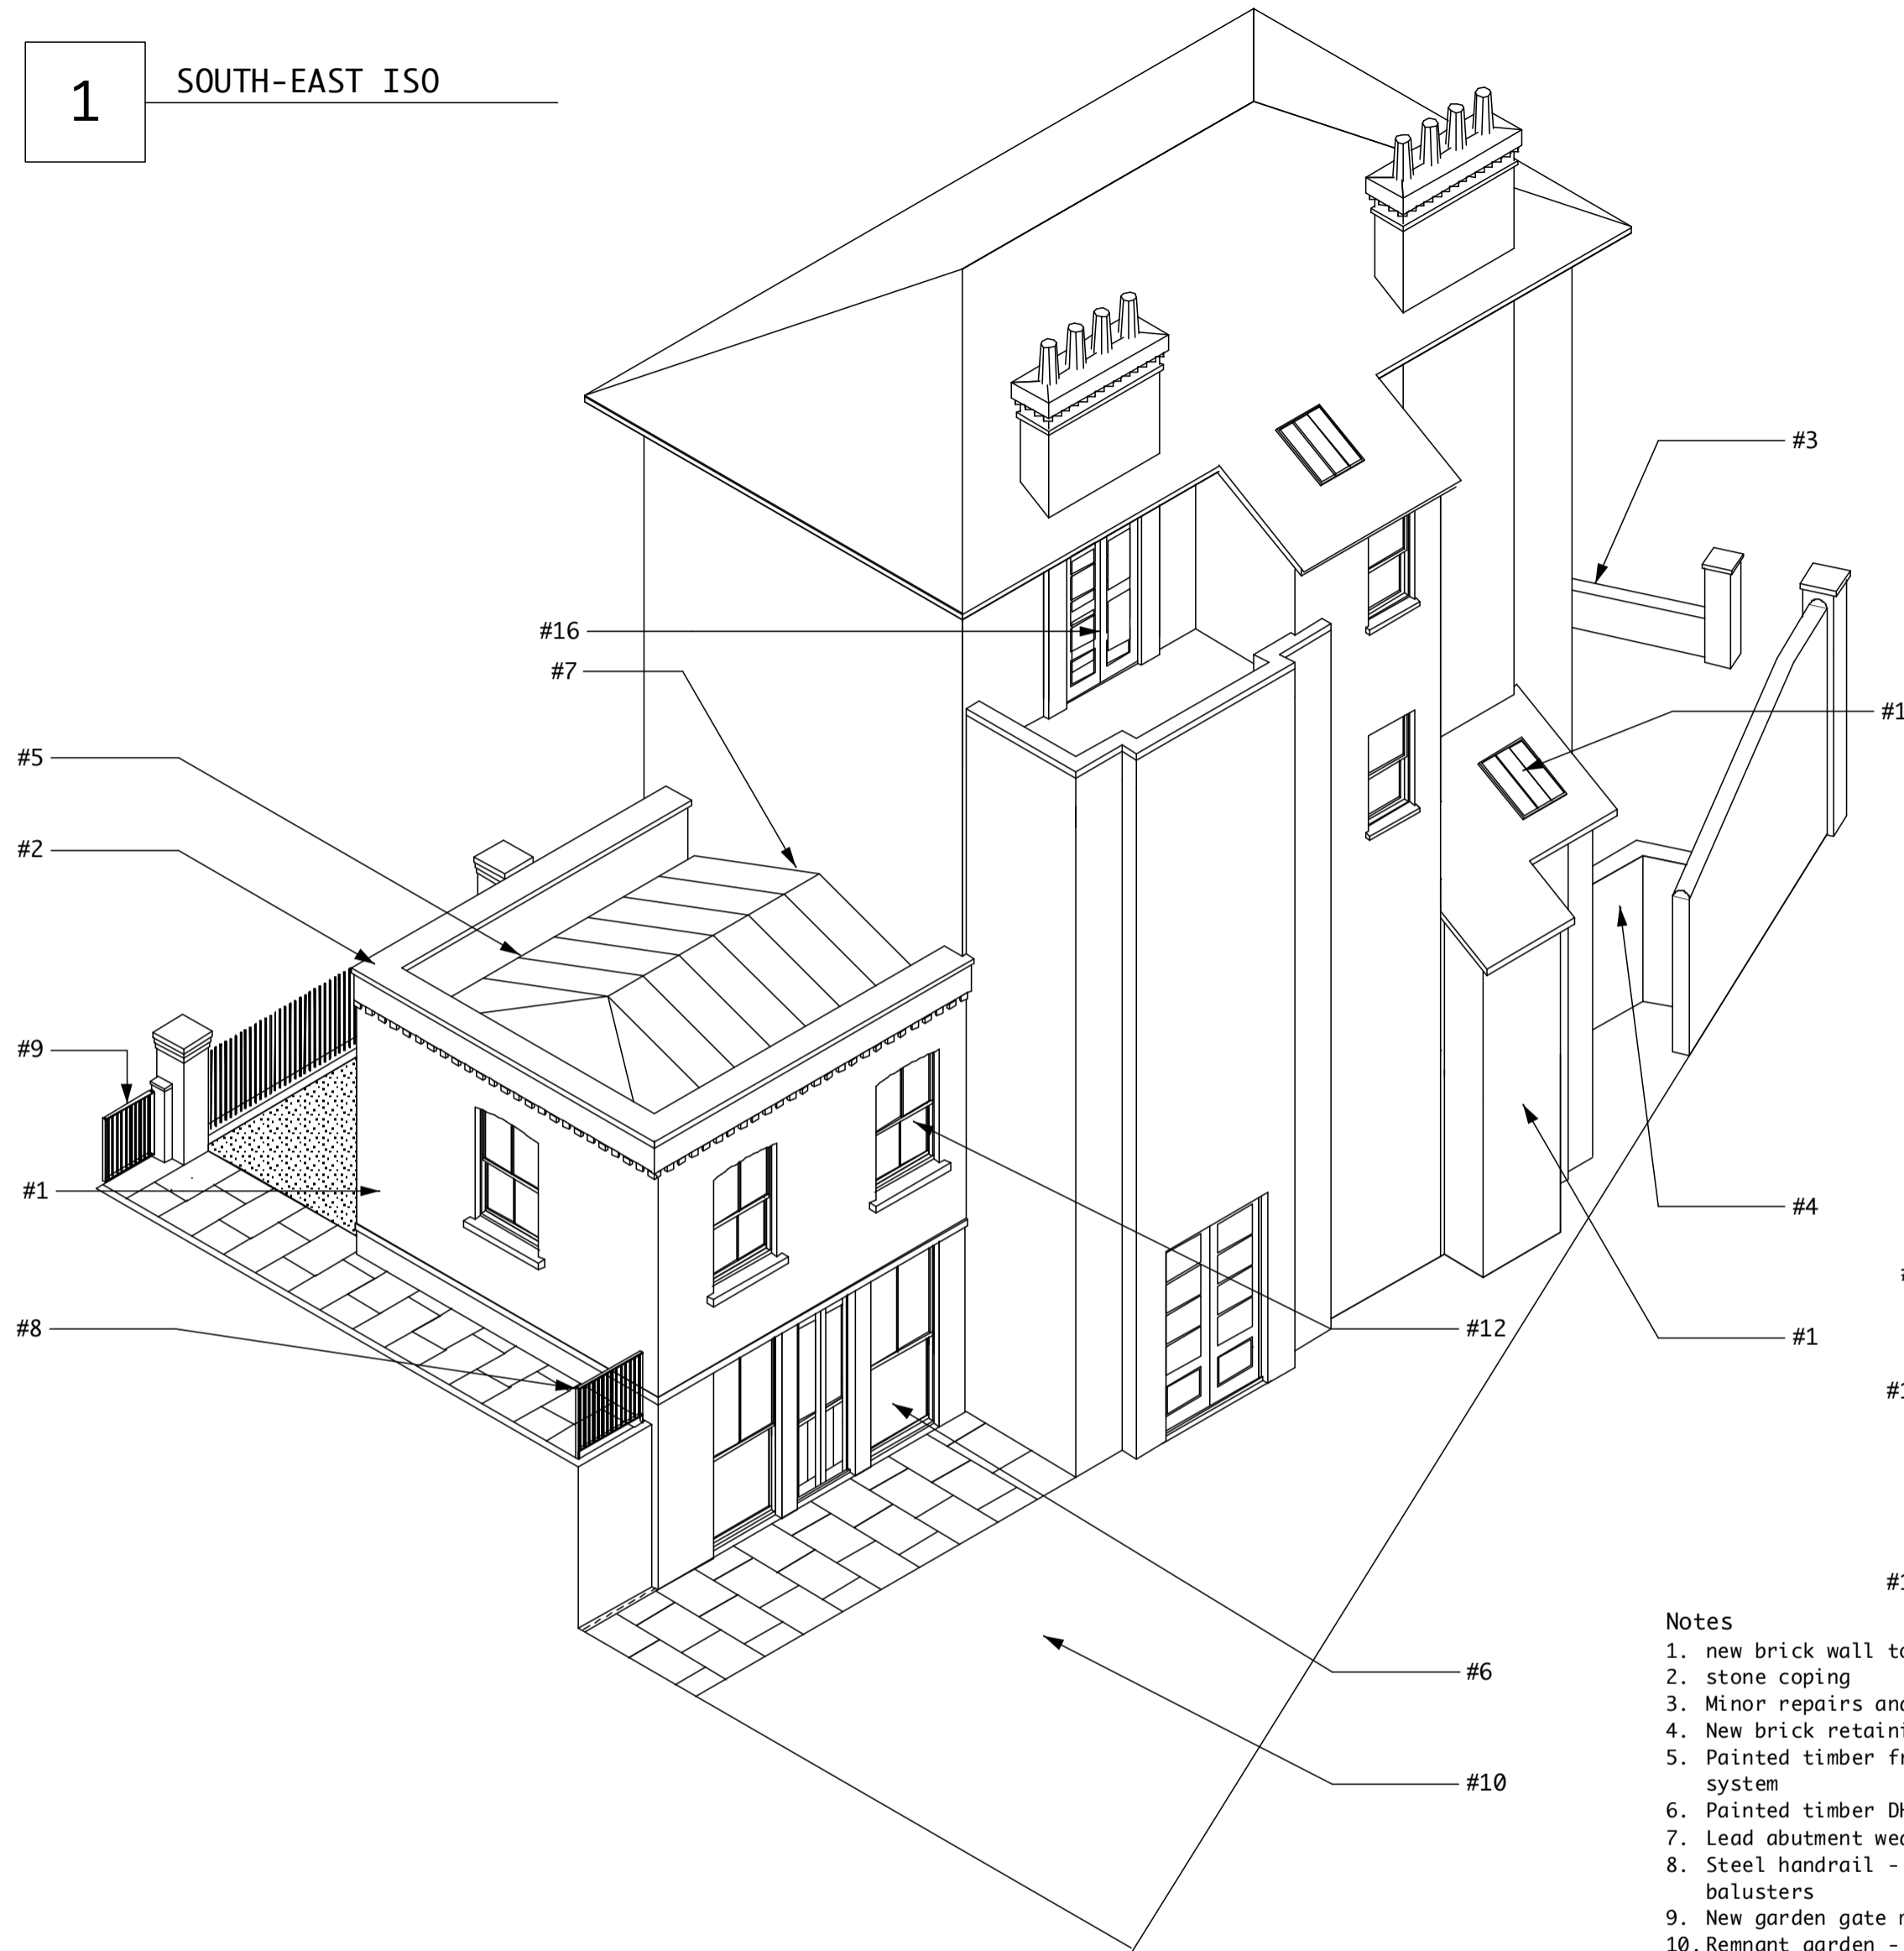 1
SOUTH-EAST ISO
#3
#16
#7
#5
#2
#9
#1
#8
#4
#1
#12
#6
#10
Notes
1. new brick wall
2. stone coping
3. Minor repairs
4. New brick
5. Painted timber
system
6. Painted timber
7. Lead abutment
8. Steel handrail -
balusters
9. New garden gate
10. Remnant garden -